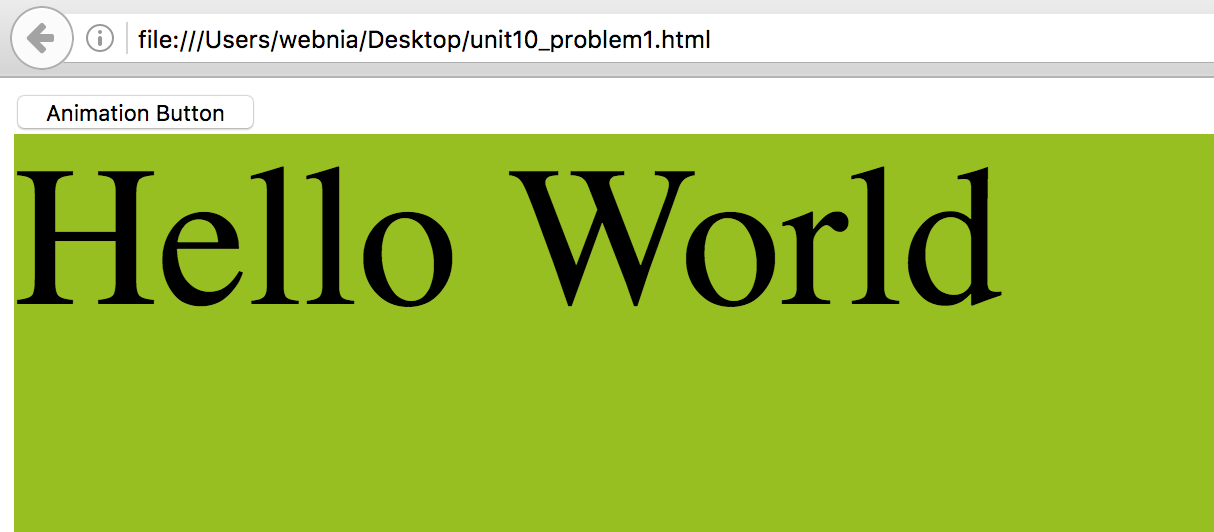 file:///Users/webnia/Desktop/unit10_problem1.html
Animation Button
Hello World